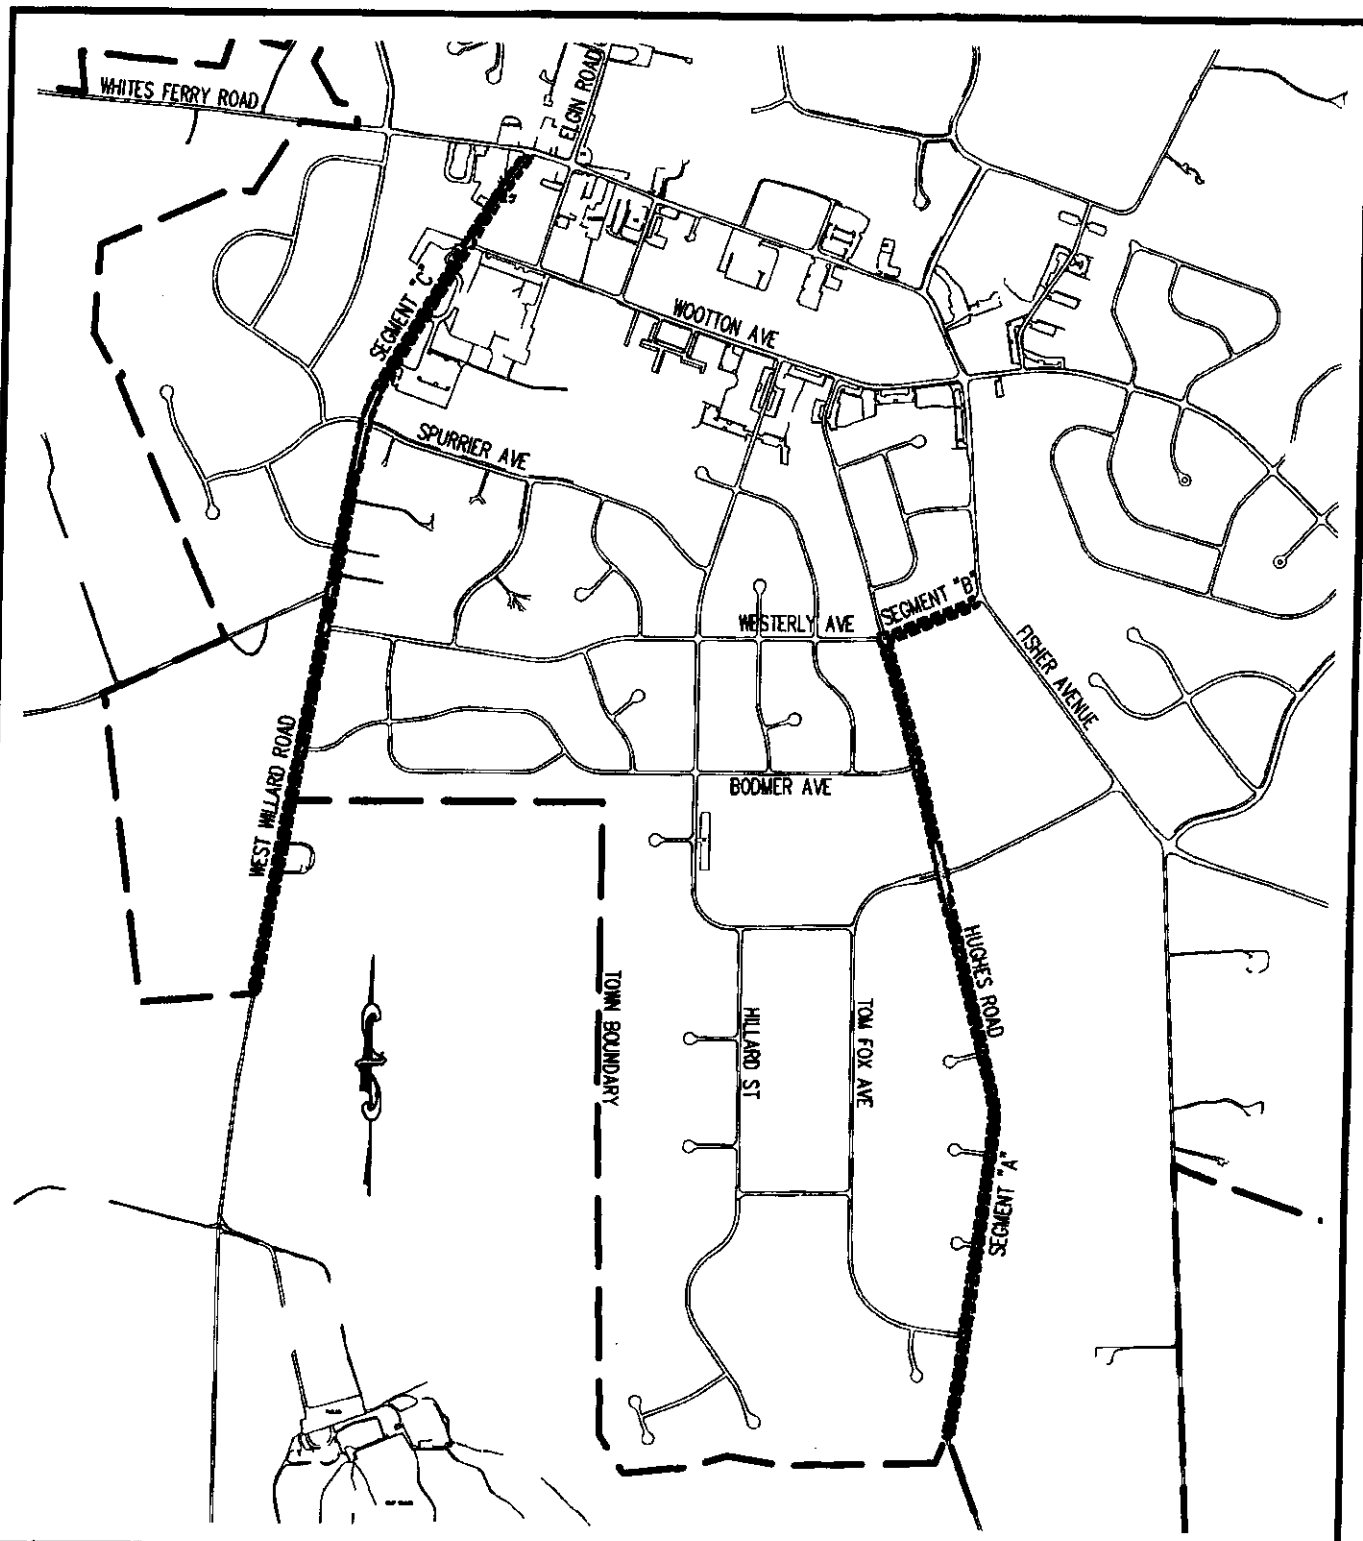 ELGIN ROAD
WHITES FERRY ROAD
SEGMENT "C"
WOOTTON AVE
SPURRIER AVE
SEGMENT "B"
WESTERLY AVE
FISHER AVENUE
WEST WILLARD ROAD
BODMER AVE
HUGHES ROAD
TOWN BOUNDARY
HILLARD ST
TOM FOX AVE
SEGMENT "A"